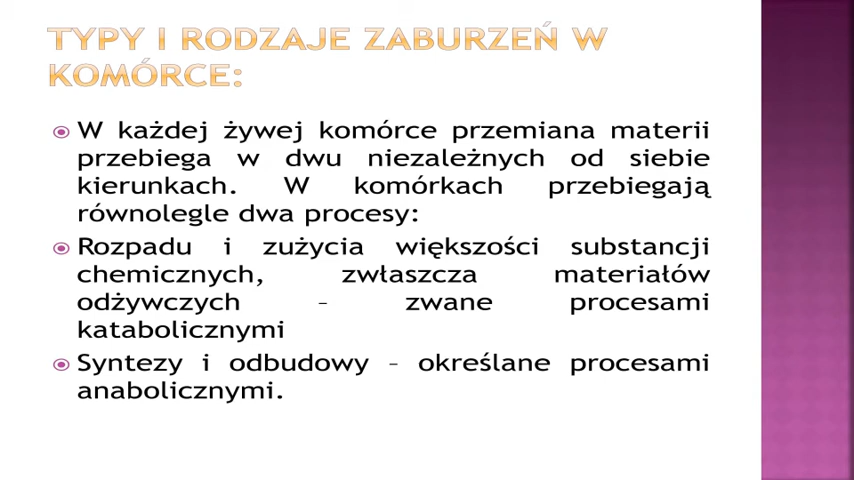 TYPY I RODZAJE ZABURZEŃ W
KOMÓRCE:
W każdej żywej komórce przemiana materii
przebiega w dwu niezależnych od siebie
kierunkach. W komórkach przebiegają
równolegle dwa procesy:
Rozpadu i zużycia większości substancji
chemicznych, zwłaszcza materiałów
odżywczych – zwane procesami
katabolicznymi
Syntezy i odbudowy – określane procesami
anabolicznymi.